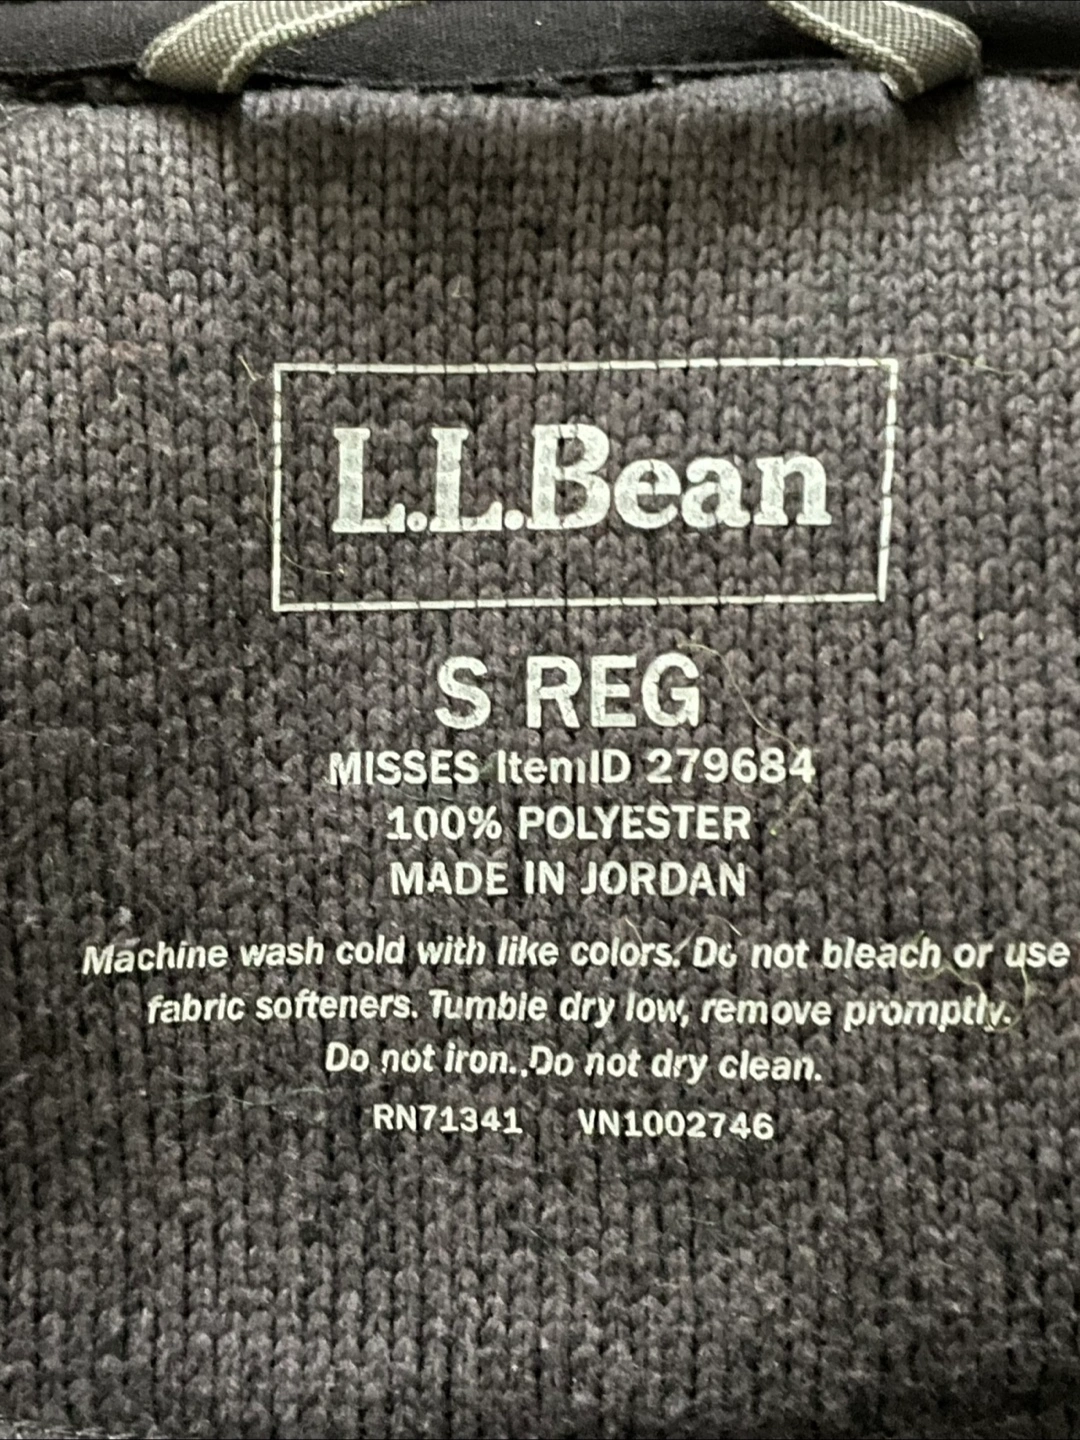 L.L.Bean
S REG
MISSES ItemID 279684
100% POLYESTER
MADE IN JORDAN
Machine wash cold with like colors. Do not bleach or use
fabric softeners. Tumble dry low, remove promptly.
Do not iron. Do not dry clean.
RN71341 VN1002746